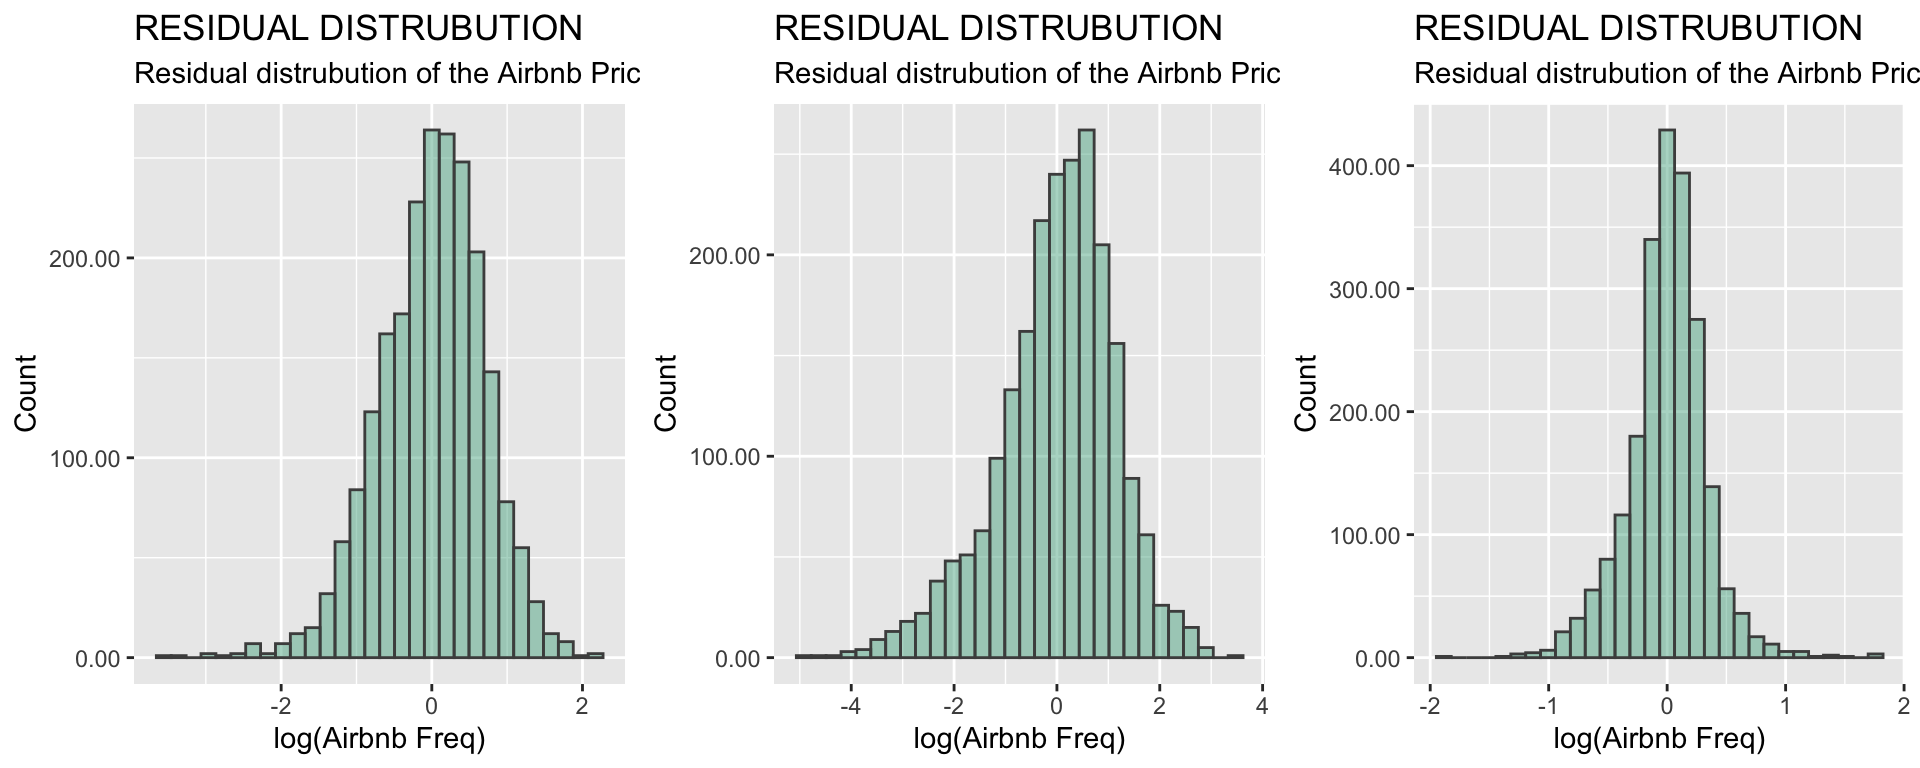 RESIDUAL DISTRUBUTION
Residual distrubution of the Airbnb Pric
Count
200.00
100.00
0.00
-2
0
2
log(Airbnb Freq)
RESIDUAL DISTRUBUTION
Residual distrubution of the Airbnb Pric
Count
200.00
100.00
0.00
-4
-2
0
2
4
log(Airbnb Freq)
RESIDUAL DISTRUBUTION
Residual distrubution of the Airbnb Pric
Count
400.00
300.00
200.00
100.00
0.00
-2
-1
0
1
2
log(Airbnb Freq)